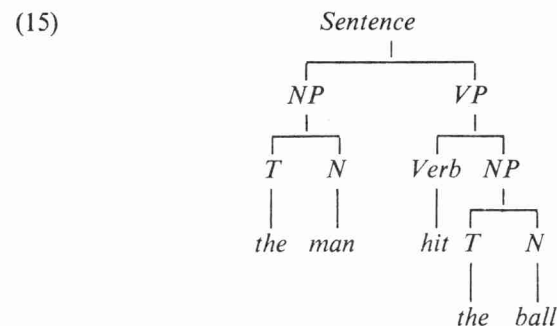 (15) Sentence
NP VP
T N Verb NP
the man hit T N
the ball